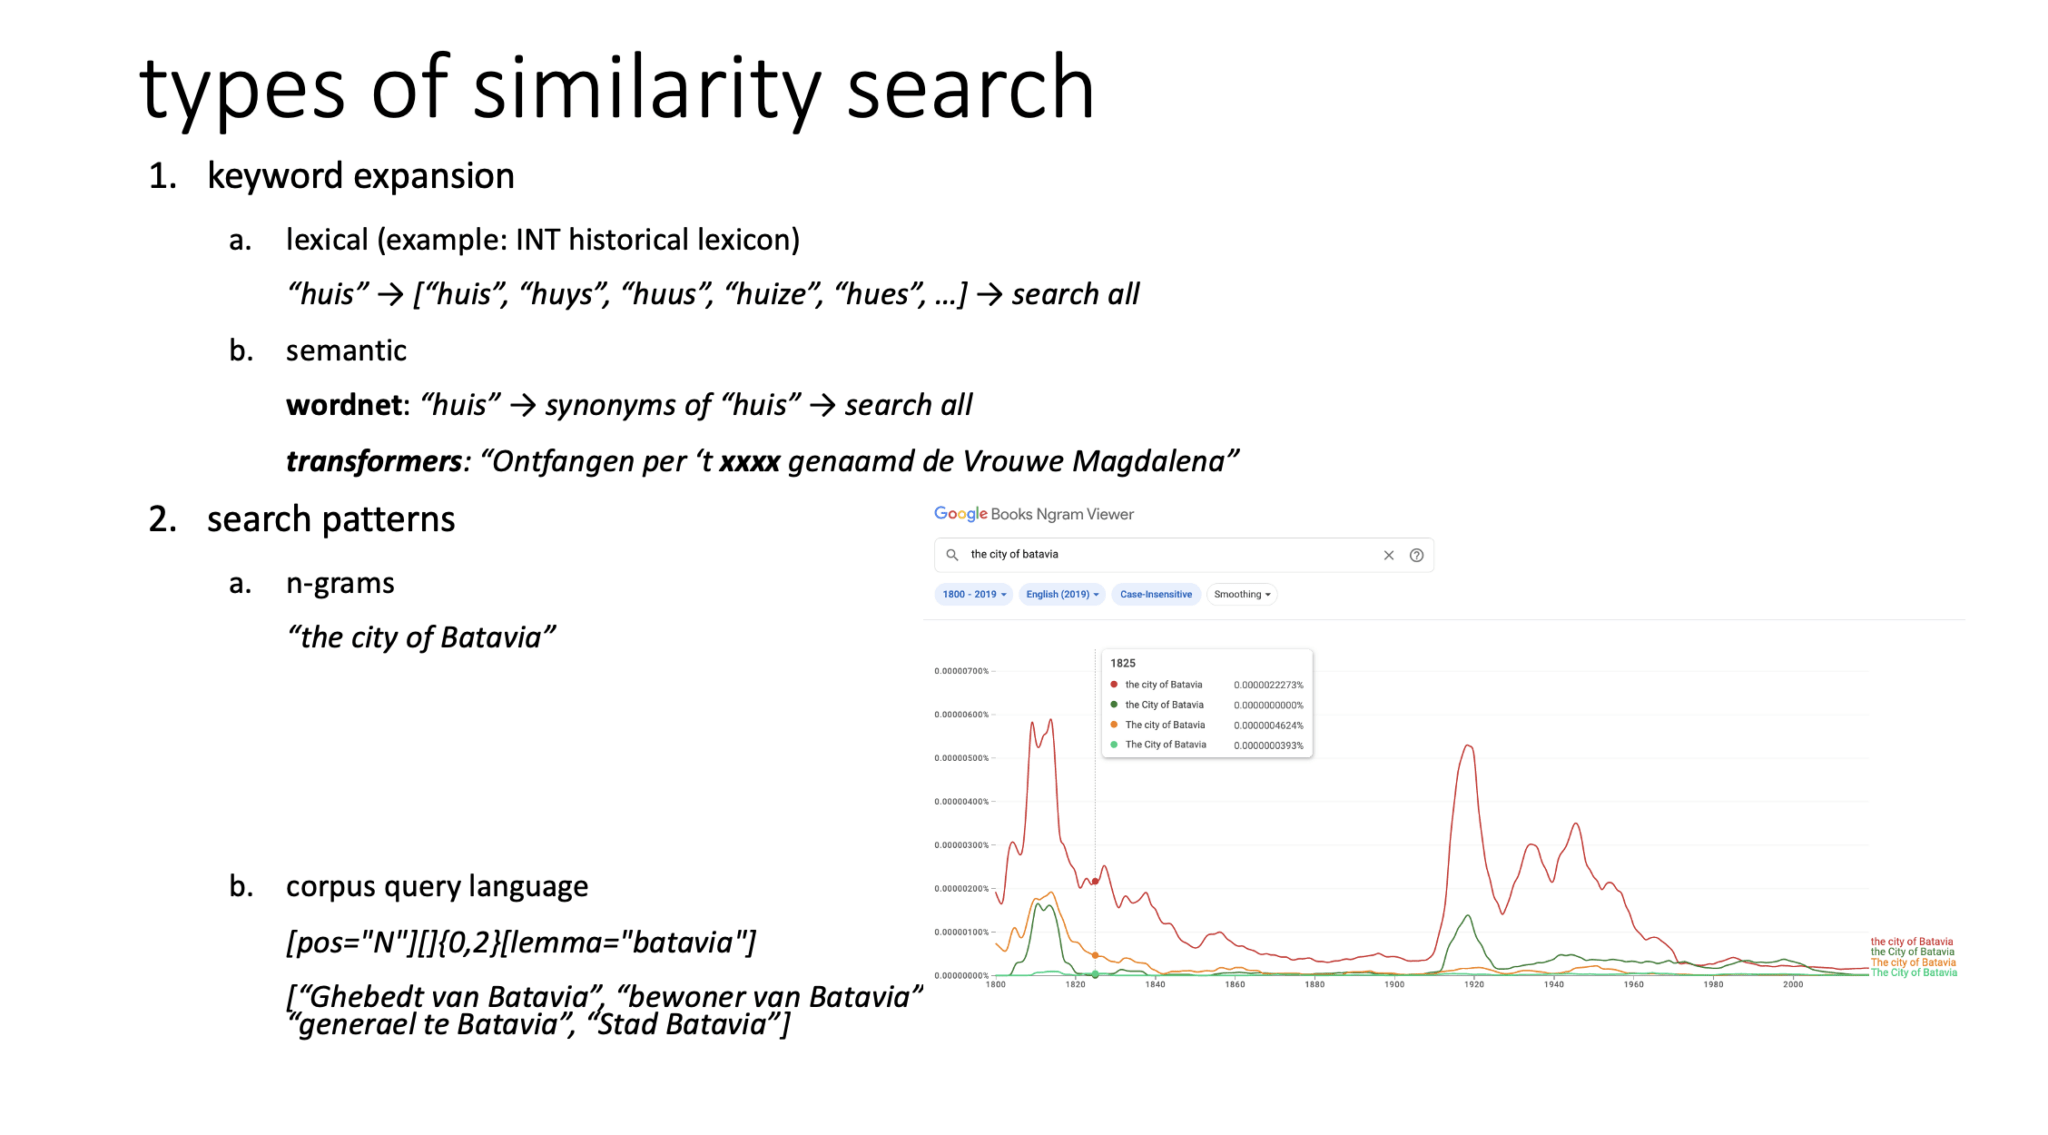 types of similarity search
1. keyword expansion
a. lexical (example: INT historical lexicon)
“huis” → [“huis”, “huys”, “huus”, “huize”, “hues”, …] → search all
b. semantic
wordnet: “huis” → synonyms of “huis” → search all
transformers: “Ontfangen per ‘t xxxx genaamd de Vrouwe Magdalena”
2. search patterns
a. n-grams
“the city of Batavia”
b. corpus query language
[pos="N"][]{0,2}[lemma="batavia"]
[“Ghebedt van Batavia”, “bewoner van Batavia”
“generael te Batavia”, “Stad Batavia”]
Google Books Ngram Viewer
the city of batavia
1800 - 2019 English (2019) Case-Insensitive Smoothing
0.00000700%
0.00000600%
0.00000500%
0.00000400%
0.00000300%
0.00000200%
0.00000100%
0.00000000%
1825
the city of Batavia 0.0000022273%
the City of Batavia 0.0000000000%
The city of Batavia 0.0000004624%
The City of Batavia 0.0000000393%
the city of Batavia
the City of Batavia
The city of Batavia
The City of Batavia
1800 1820 1840 1860 1880 1900 1920 1940 1960 1980 2000